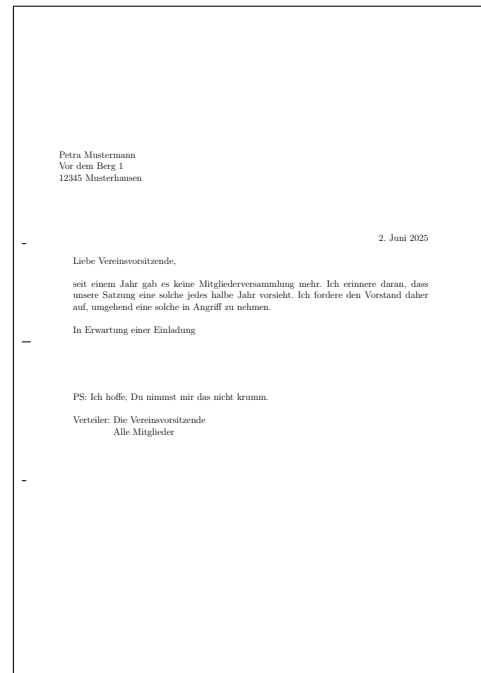 Petra Mustermann
Vor dem Berg 1
12345 Musterhausen
2. Juni 2025
Liebe Vereinsvorsitzende,
seit einem Jahr gab es keine Mitgliederversammlung mehr. Ich erinnere daran, dass
unsere Satzung eine solche jedes halbe Jahr vorsieht. Ich fordere den Vorstand daher
auf, umgehend eine solche in Angriff zu nehmen.
In Erwartung einer Einladung
PS: Ich hoffe, Du nimmst mir das nicht krumm.
Verteiler: Die Vereinsvorsitzende
Alle Mitglieder